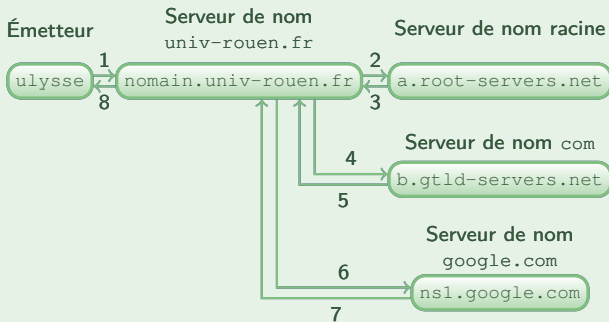 Émetteur
Serveur de nom
univ-rouen.fr
Serveur de nom racine
ulysse
1
8
nomain.univ-rouen.fr
2
3
a.root-servers.net
Serveur de nom com
4
5
b.gtld-servers.net
Serveur de nom
google.com
6
7
ns1.google.com